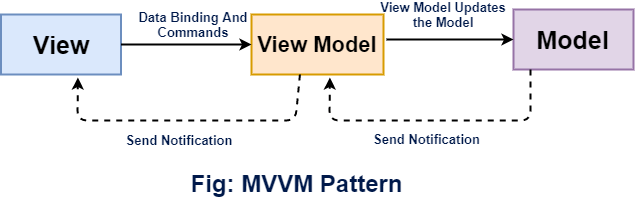 Data Binding And
Commands
View Model Updates
the Model
View
View Model
Model
Send Notification
Send Notification
Fig: MVVM Pattern